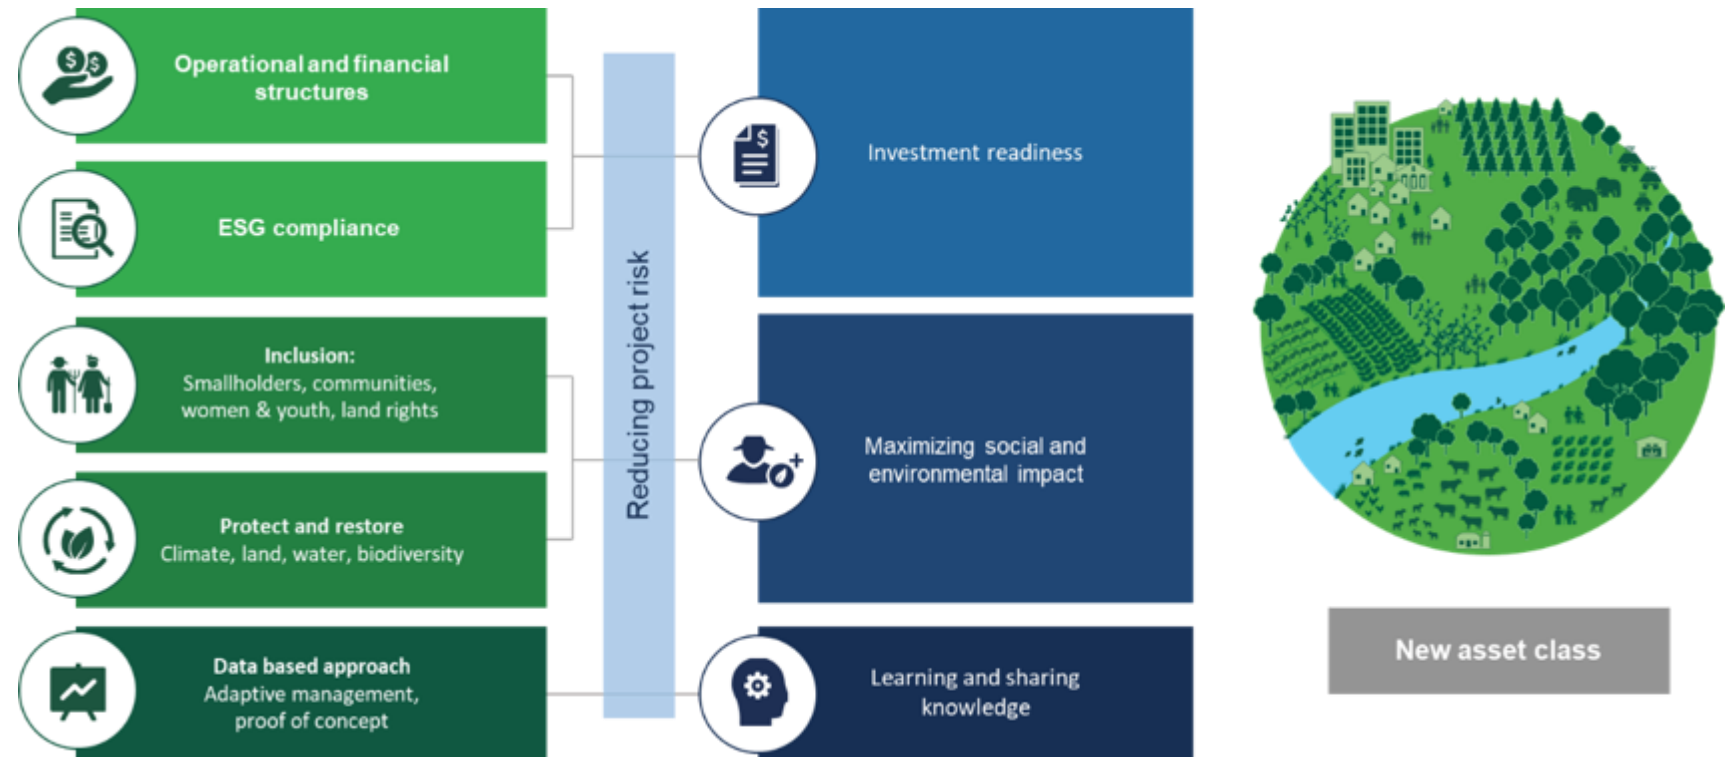 Operational and financial
structures
ESG compliance
Inclusion:
Smallholders, communities,
women & youth, land rights
Protect and restore
Climate, land, water, biodiversity
Data based approach
Adaptive management,
proof of concept
Reducing project risk
Investment readiness
Maximizing social and
environmental impact
Learning and sharing
knowledge
New asset class